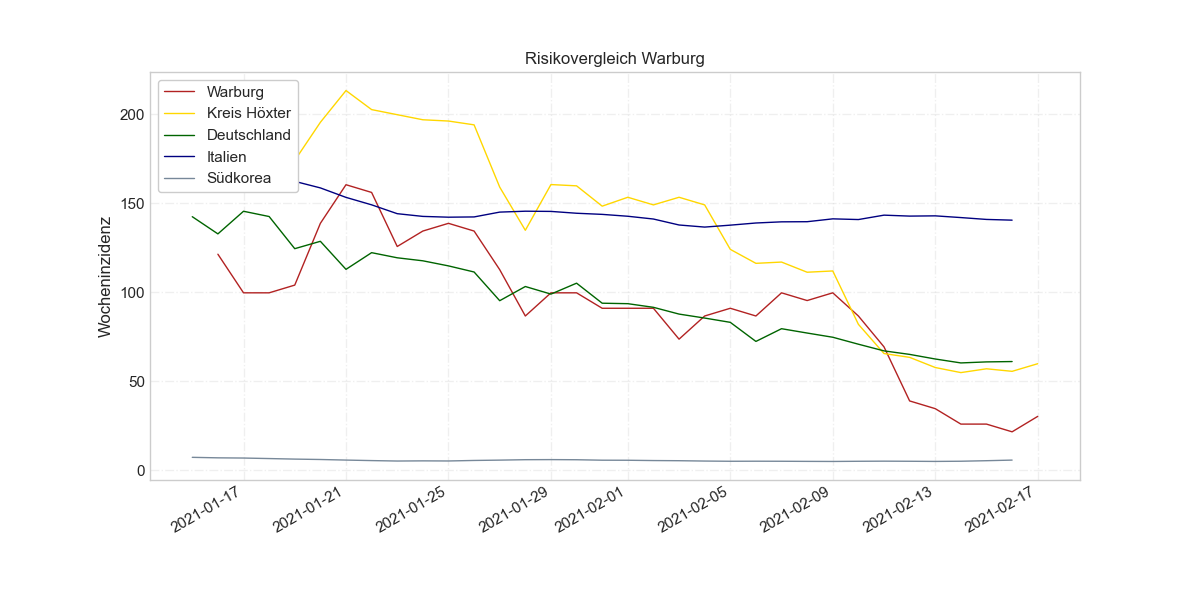 Risikovergleich Warburg
Warburg
Kreis Höxter
Deutschland
Italien
Südkorea
Wocheninzidenz
200
150
100
50
0
2021-01-17
2021-01-21
2021-01-25
2021-01-29
2021-02-01
2021-02-05
2021-02-09
2021-02-13
2021-02-17